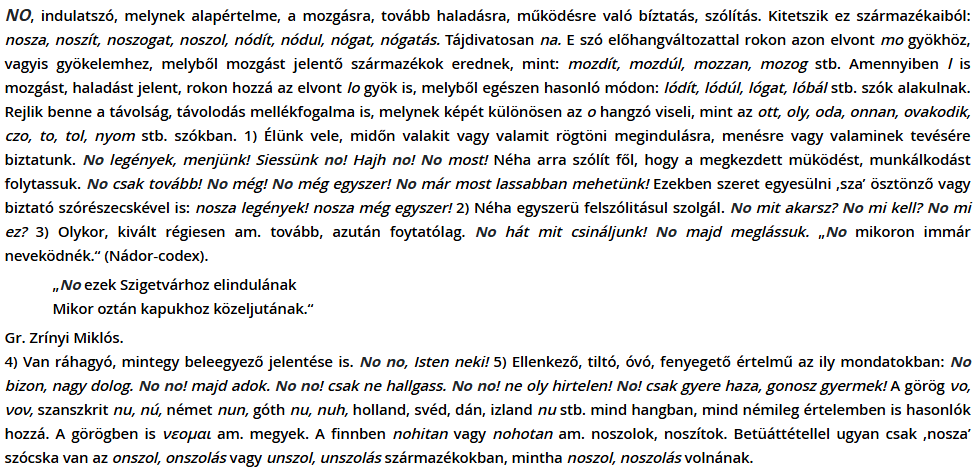 NO, indulatszó, melynek alapértelme, a mozgásra, tovább haladásra, működésre való bíztatás, szólítás. Kitetszik ez származékaiból:
nosza, noszít, noszogat, noszol, nódít, nódul, nógat, nógatás. Tájdivatosan na. E szó előhangváltozattal rokon azon elvont mo gyökhöz,
vagyis gyökelemhez, melyből mozgást jelentő származékok erednek, mint: mozdít, mozdúl, mozzan, mozog stb. Amennyiben l is
mozgást, haladást jelent, rokon hozzá az elvont lo gyök is, melyből egészen hasonló módon: lódít, lódúl, lógat, lóbál stb. szók alakulnak.
Rejlik benne a távolság, távolodás mellékfogalma is, melynek képét különösen az o hangzó viseli, mint az ott, oly, oda, onnan, ovakodik,
czo, to, tol, nyom stb. szókban. 1) Élünk vele, midőn valakit vagy valamit rögtöni megindulásra, menésre vagy valaminek tevésére
biztatunk. No legények, menjünk! Siessünk no! Hajh no! No most! Néha arra szólít föl, hogy a megkezdett müködést, munkálkodást
folytassuk. No csak tovább! No még! No még egyszer! No már most lassabban mehetünk! Ezekben szeret egyesülni ‚sza’ ösztönző vagy
biztató szórészecskével is: nosza legények! nosza még egyszer! 2) Néha egyszerü felszólitásul szolgál. No mit akarsz? No mi kell? No mi
ez? 3) Olykor, kivált régiesen am. tovább, azután foytatólag. No hát mit csináljunk! No majd meglássuk. „No mikoron immár
neveködnék.“ (Nádor-codex).
„No ezek Szigetvárhoz elindulának
Mikor oztán kapukhoz közeljutának.“
Gr. Zrínyi Miklós.
4) Van ráhagyó, mintegy beleegyező jelentése is. No no, Isten neki! 5) Ellenkező, tiltó, óvó, fenyegető értelmű az ily mondatokban: No
bizon, nagy dolog. No no! majd adok. No no! csak ne hallgass. No no! ne oly hirtelen! No! csak gyere haza, gonosz gyermek! A görög νο,
νον, szanszkrit nu, nú, német nun, góth nu, nuh, holland, svéd, dán, izland nu stb. mind hangban, mind némileg értelemben is hasonlók
hozzá. A görögben is νεομαι am. megyek. A finnben nohitan vagy nohotan am. noszolok, noszítok. Betüáttétellel ugyan csak ‚nosza’
szócska van az onszol, onszolás vagy unszol, unszolás származékokban, mintha noszol, noszolás volnának.